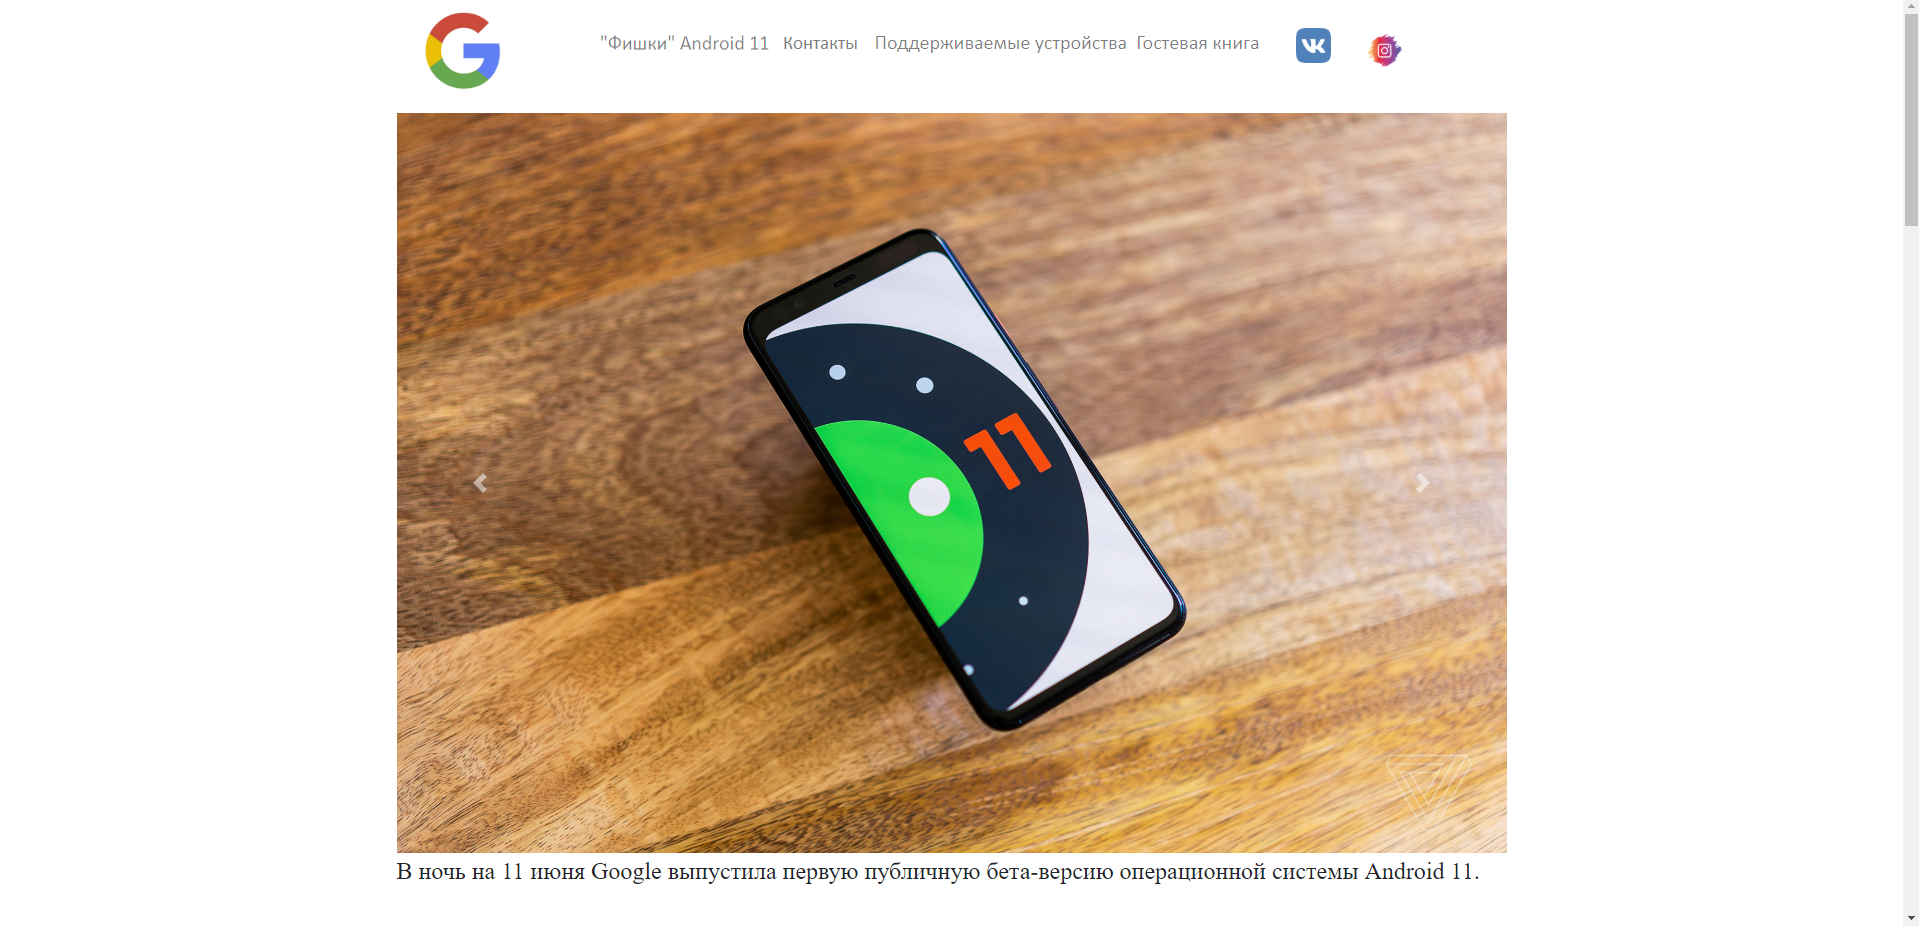 "Фишки" Android 11 Контакты Поддерживаемые устройства Гостевая книга
11
В ночь на 11 июня Google выпустила первую публичную бета-версию операционной системы Android 11.